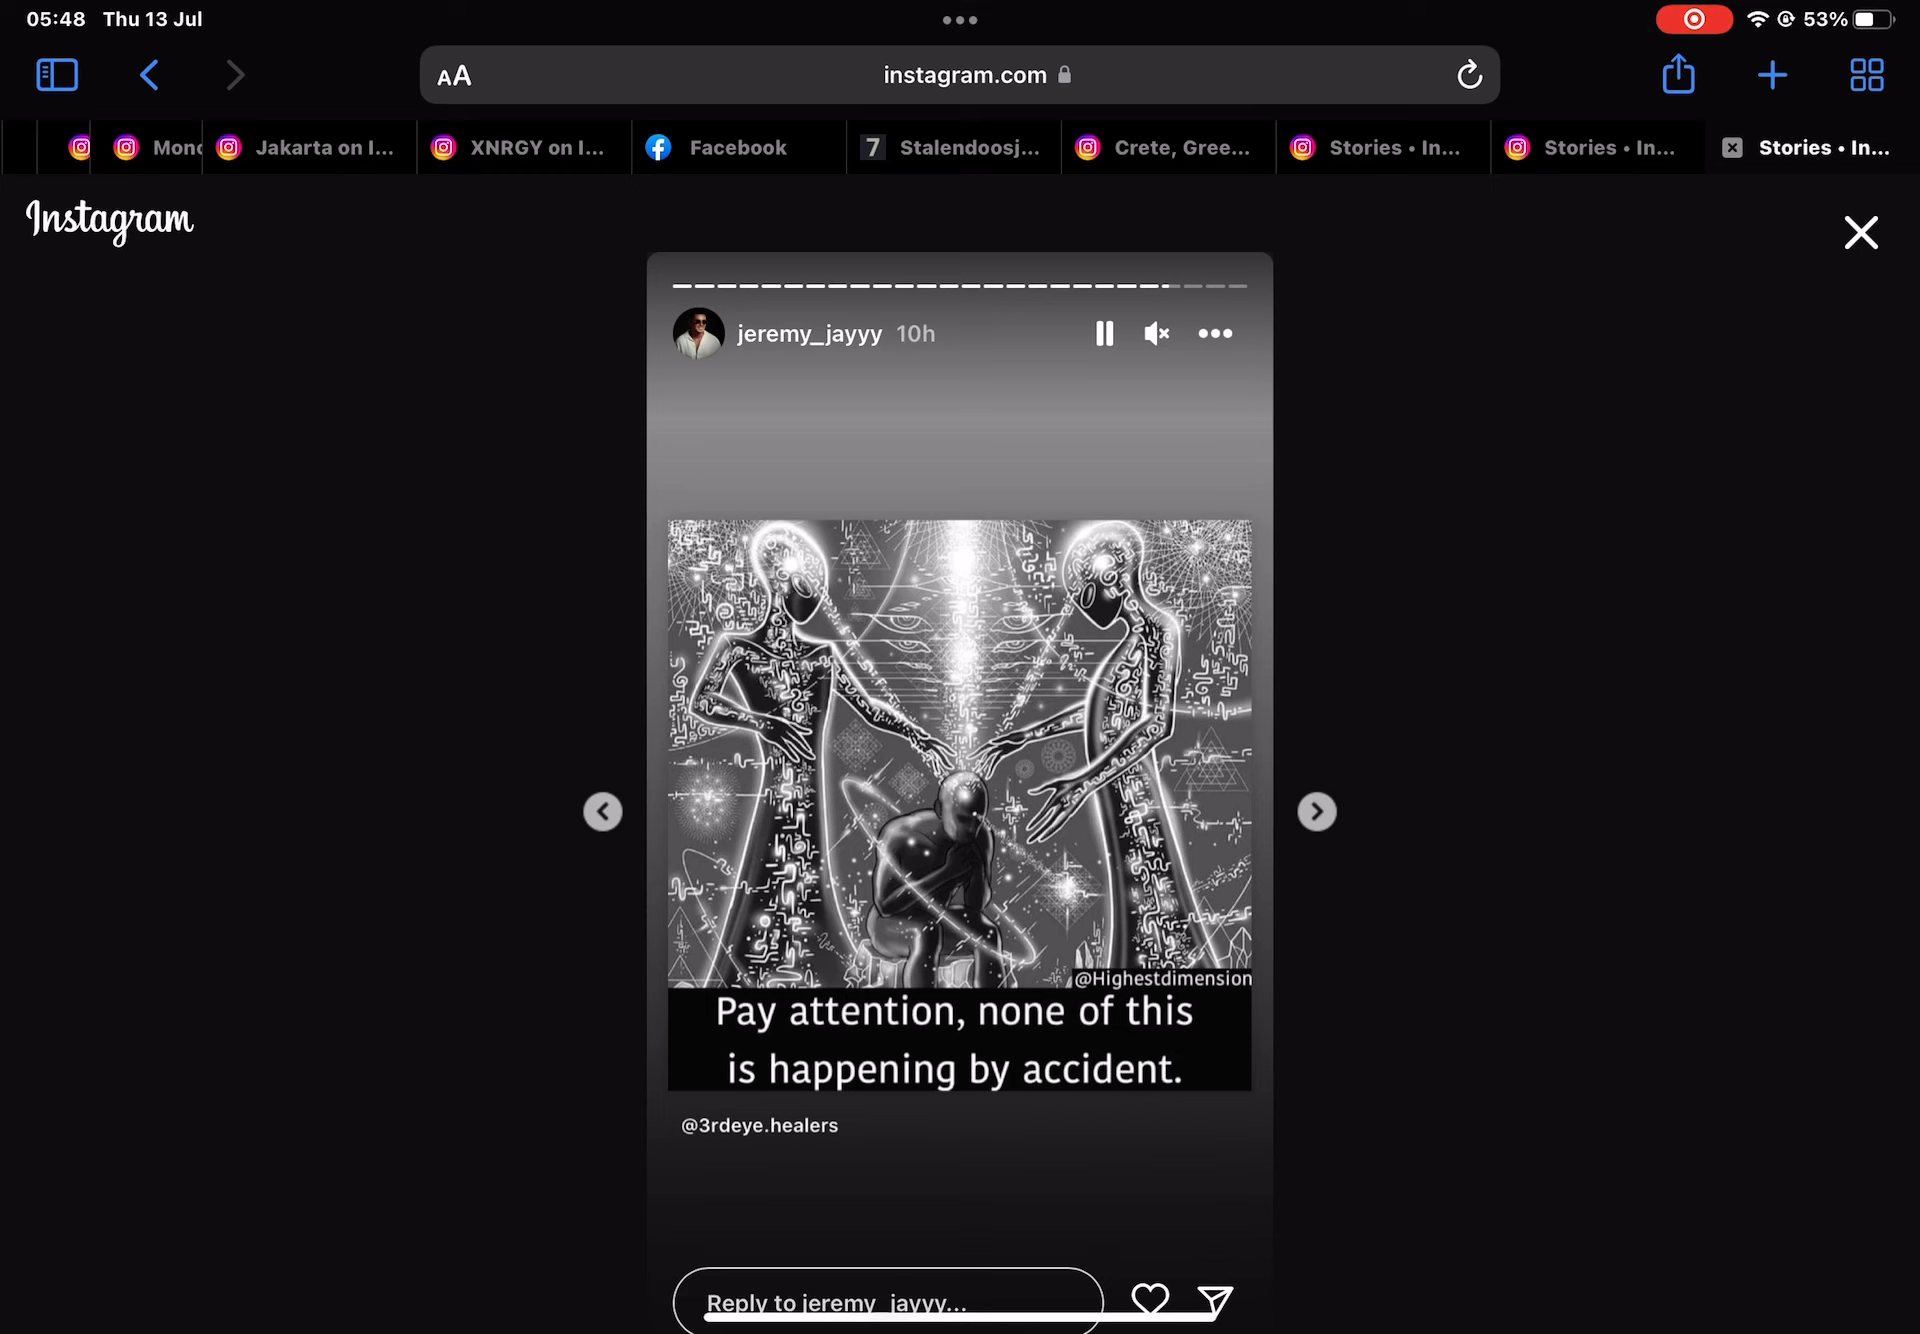 05:48 Thu 13 Jul
53%
AA
instagram.com
Mono
Jakarta on I...
XNRGY on I...
Facebook
7
Stalendoosj...
Crete, Gree...
Stories • In...
Stories • In...
Stories • In...
Instagram
jeremy_jayyy 10h
@Highestdimension
Pay attention, none of this
is happening by accident.
@3rdeye.healers
Reply to jeremy_jayyy...